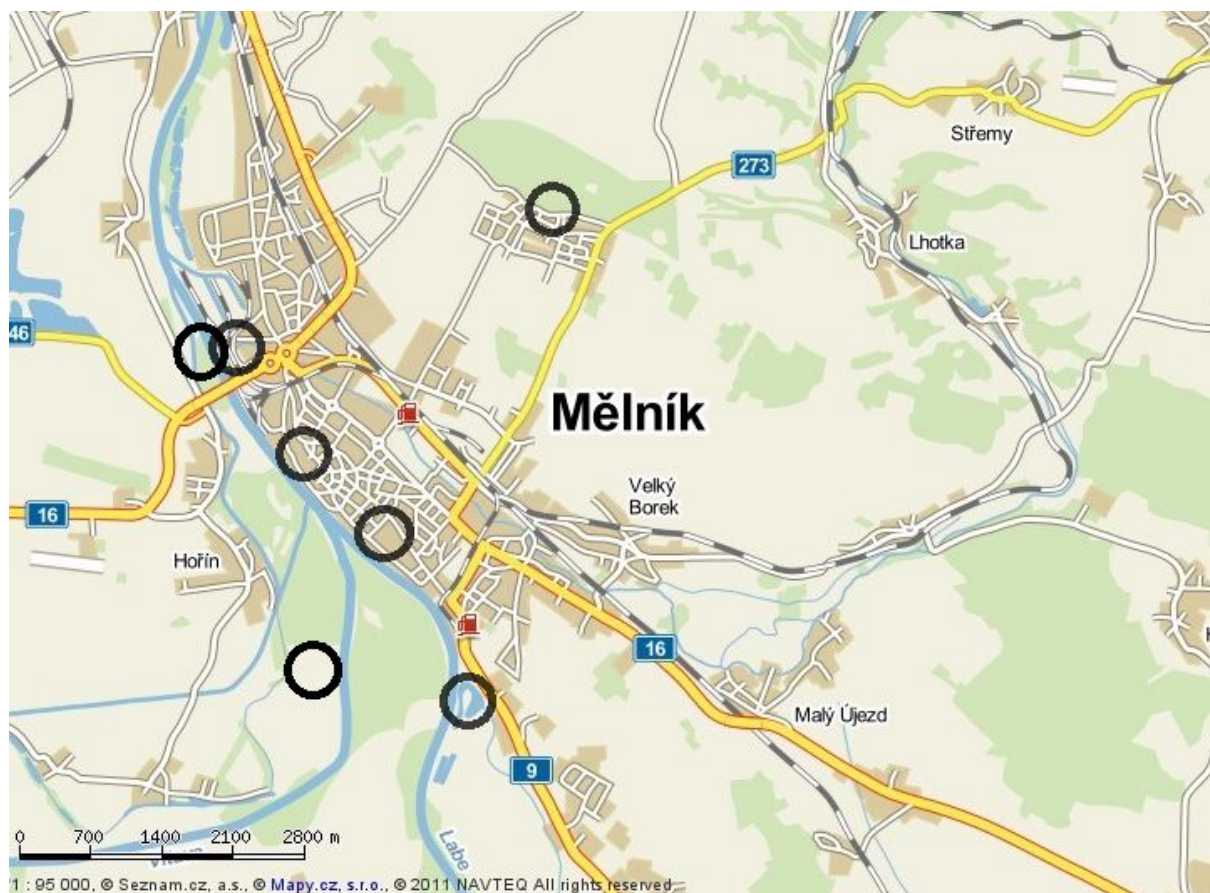 Střemy
273
Lhotka
46
Mělník
Velký
Borek
16
Hořín
16
Malý Újezd
9
0 700 1400 2100 2800 m
Labe
1 : 95 000, © Seznam.cz, a.s., © Mapy.cz, s.r.o., © 2011 NAVTEQ All rights reserved